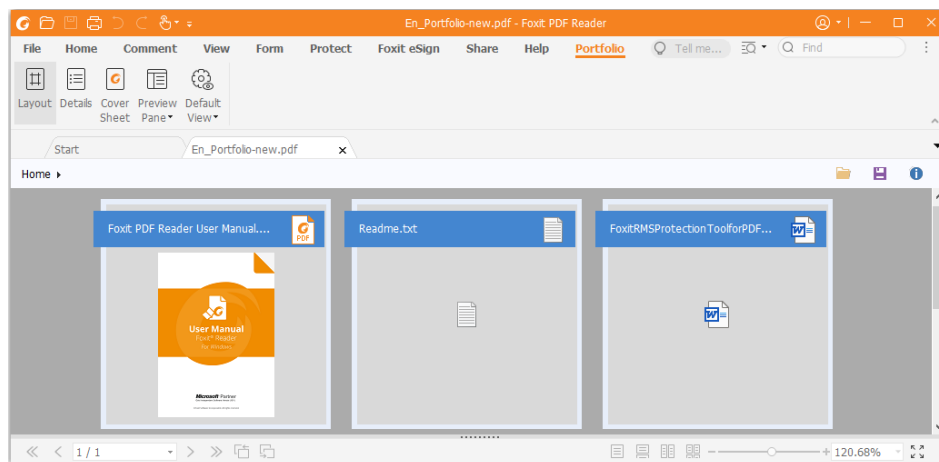 En_Portfolio-new.pdf - Foxit PDF Reader
File Home Comment View Form Protect Foxit eSign Share Help Portfolio Tell me... Find
Layout Details Cover Sheet Preview Pane Default View
Start En_Portfolio-new.pdf
Home
Foxit PDF Reader User Manual.... PDF Readme.txt FoxitRMSProtectionToolforPDF...
User Manual
Foxit® Reader
For Windows
Microsoft Partner
1 / 1 120.68%